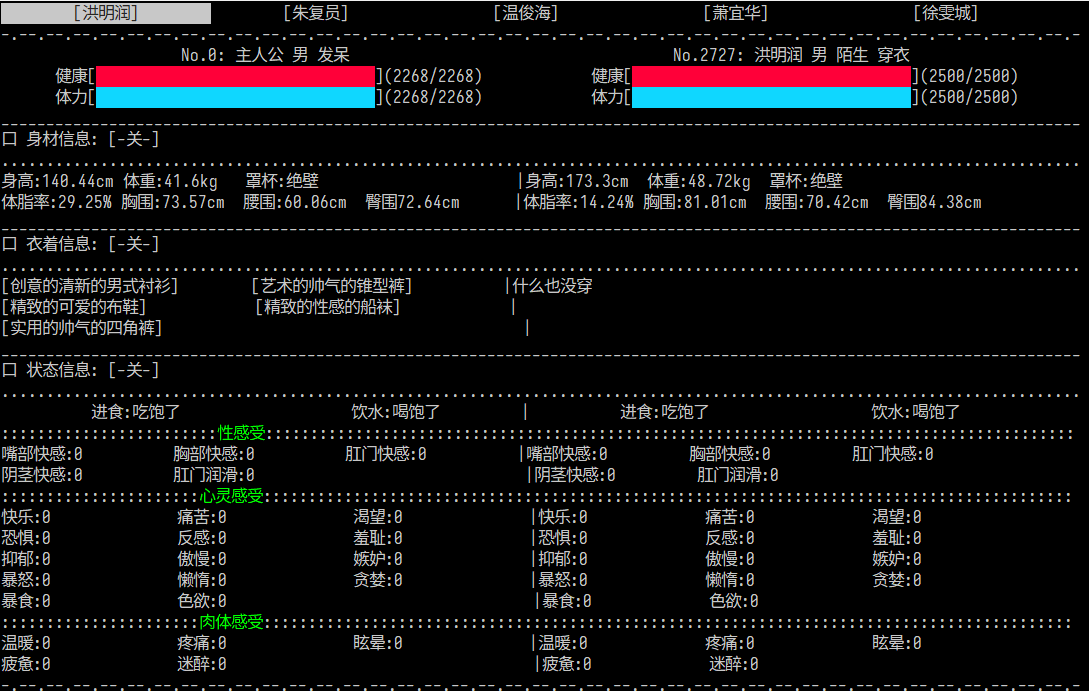 [洪明润] [朱复员] [温俊海] [萧宜华] [徐雯城]
No.0: 主人公 男 发呆 No.2727: 洪明润 男 陌生 穿衣
健康[ ](2268/2268) 健康[ ](2500/2500)
体力[ ](2268/2268) 体力[ ](2500/2500)
口 身材信息: [-关-]
身高:140.44cm 体重:41.6kg 罩杯:绝壁 |身高:173.3cm 体重:48.72kg 罩杯:绝壁
体脂率:29.25% 胸围:73.57cm 腰围:60.06cm 臀围72.64cm |体脂率:14.24% 胸围:81.01cm 腰围:70.42cm 臀围84.38cm
口 衣着信息: [-关-]
[创意的清新的男式衬衫] [艺术的帅气的锥型裤] |什么也没穿
[精致的可爱的布鞋] [精致的性感的船袜] |
[实用的帅气的四角裤] |
口 状态信息: [-关-]
进食:吃饱了 饮水:喝饱了 | 进食:吃饱了 饮水:喝饱了
性感受
嘴部快感:0 胸部快感:0 肛门快感:0 |嘴部快感:0 胸部快感:0 肛门快感:0
阴茎快感:0 肛门润滑:0 |阴茎快感:0 肛门润滑:0
心灵感受
快乐:0 痛苦:0 渴望:0 |快乐:0 痛苦:0 渴望:0
恐惧:0 反感:0 羞耻:0 |恐惧:0 反感:0 羞耻:0
抑郁:0 傲慢:0 嫉妒:0 |抑郁:0 傲慢:0 嫉妒:0
暴怒:0 懒惰:0 贪婪:0 |暴怒:0 懒惰:0 贪婪:0
暴食:0 色欲:0 |暴食:0 色欲:0
肉体感受
温暖:0 疼痛:0 眩晕:0 |温暖:0 疼痛:0 眩晕:0
疲惫:0 迷醉:0 |疲惫:0 迷醉:0